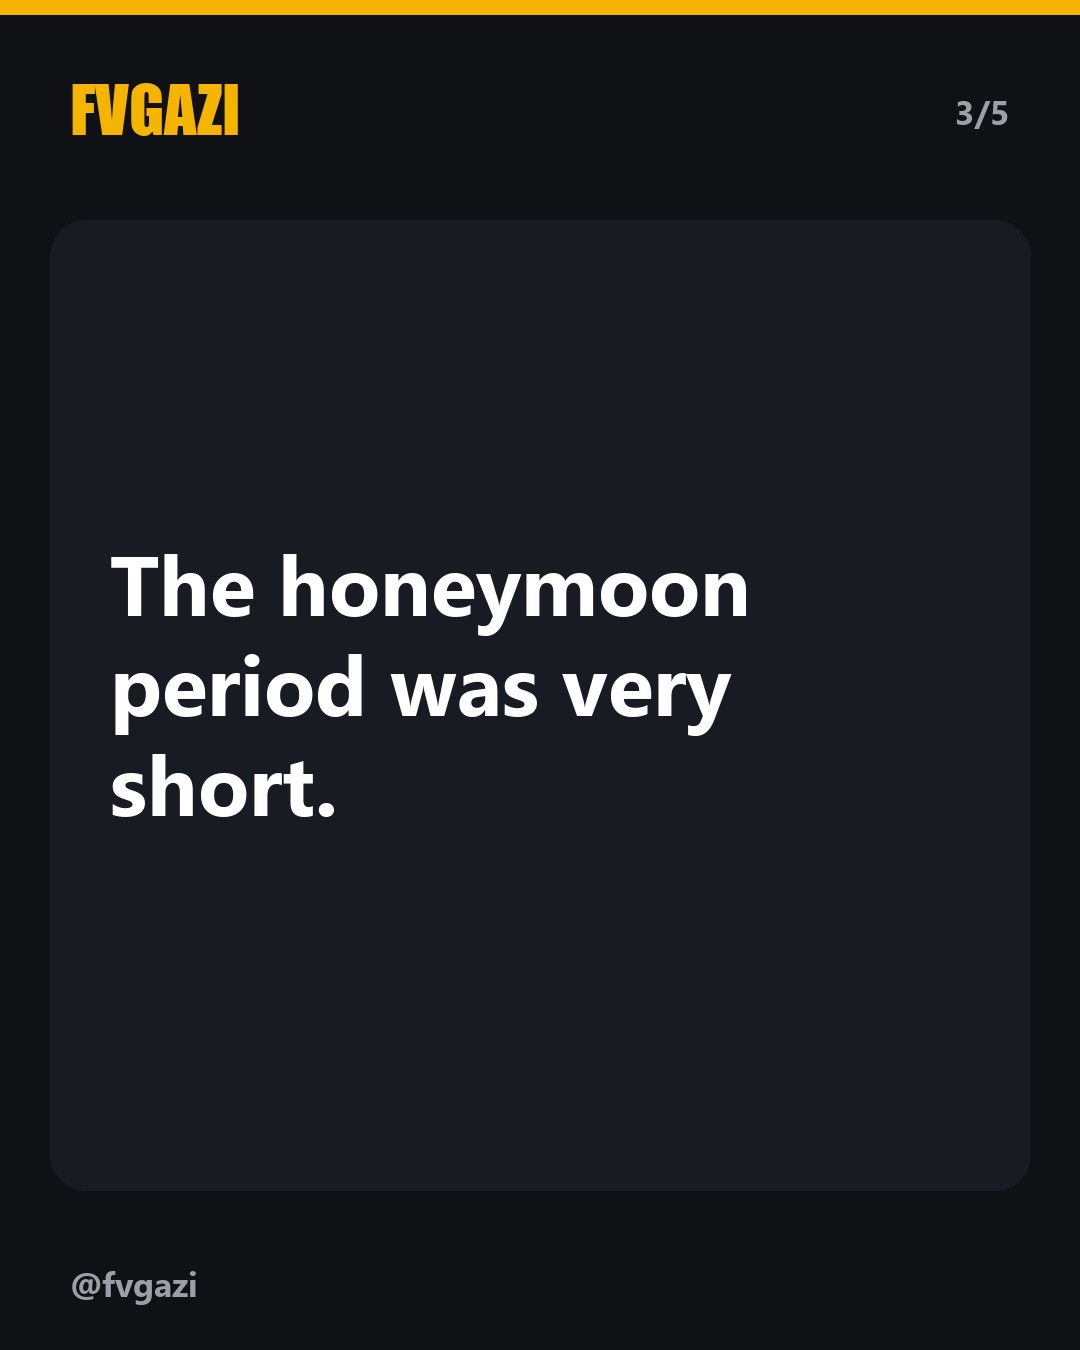 FVGAZI
3/5
The honeymoon
period was very
short.
@fvgazi